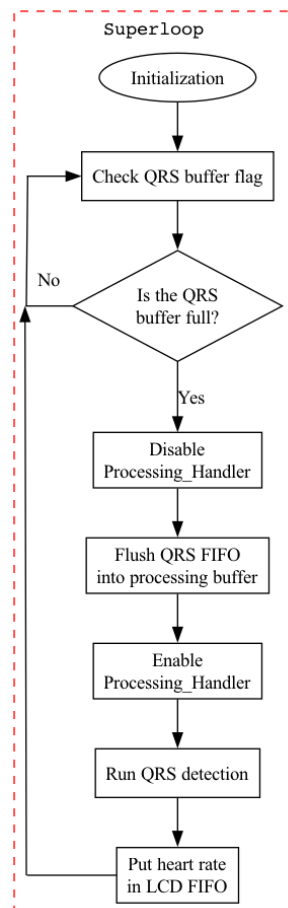 Superloop
Initialization
Check QRS buffer flag
No
Is the QRS
buffer full?
Yes
Disable
Processing_Handler
Flush QRS FIFO
into processing buffer
Enable
Processing_Handler
Run QRS detection
Put heart rate
in LCD FIFO